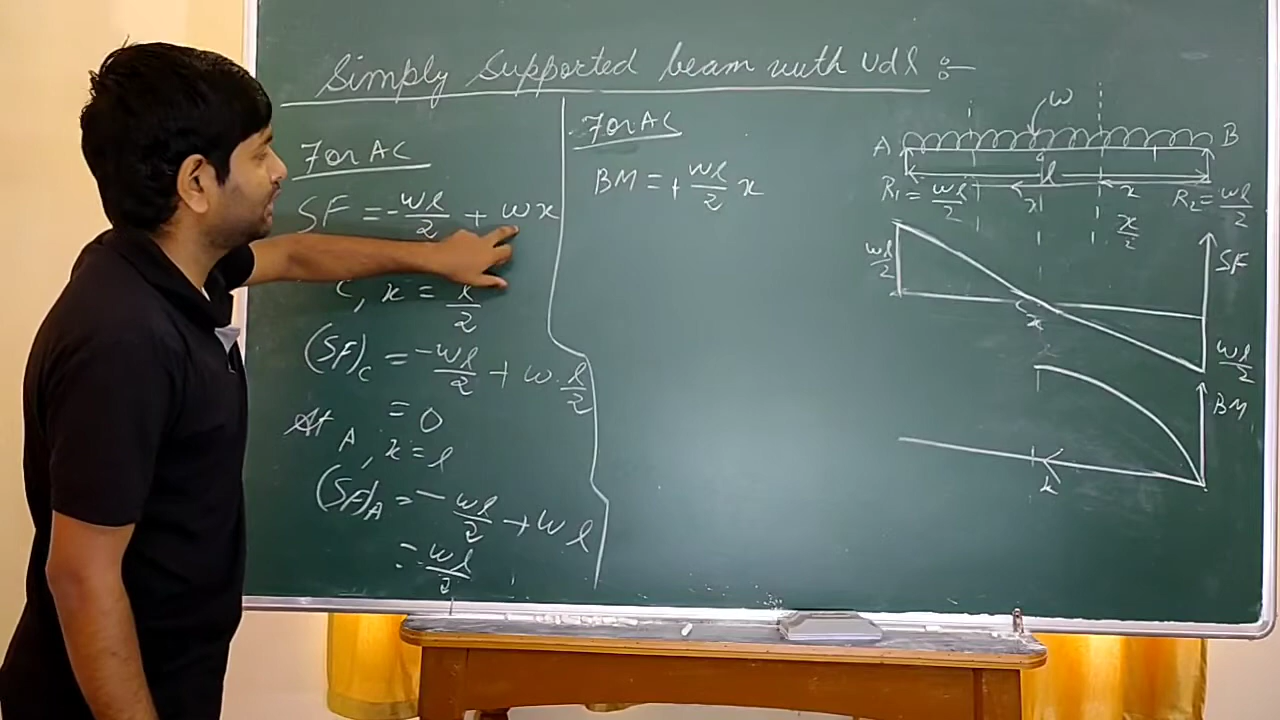 Simply Supported beam with Udl :-
For AC
SF = - wl/2 + wx
C, x = l/2
(SF)C = -wl/2 + w. l/2
= 0
At A, x = l
(SF)A = - wl/2 + wl
= wl/2
For AC
BM = + wl/2 x
w
A B
l
R1 = wl/2 x x R2 = wl/2
x/2
wl/2 SF
x
wl/2
BM
x